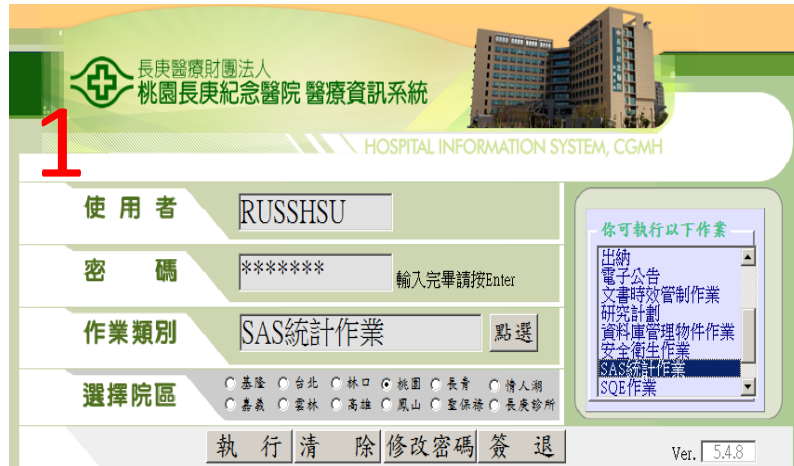 長庚醫療財團法人
桃園長庚紀念醫院 醫療資訊系統
1
HOSPITAL INFORMATION SYSTEM, CGMH
使用者 RUSSHSU
密碼 ******* 輸入完畢請按Enter
作業類別 SAS統計作業 點選
選擇院區 基隆 台北 林口 桃園 長青 情人湖
嘉義 雲林 高雄 鳳山 聖保祿 長庚診所
你可執行以下作業
出納
電子公告
文書時效管制作業
研究計劃
資料庫管理物件作業
安全衛生作業
SAS統計作業
SQE作業
執行 清除 修改密碼 簽退
Ver. 5.4.8